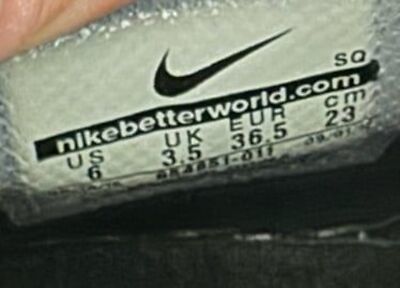 SQ
nikebetterworld.com
US UK EUR cm
6 3.5 36.5 23